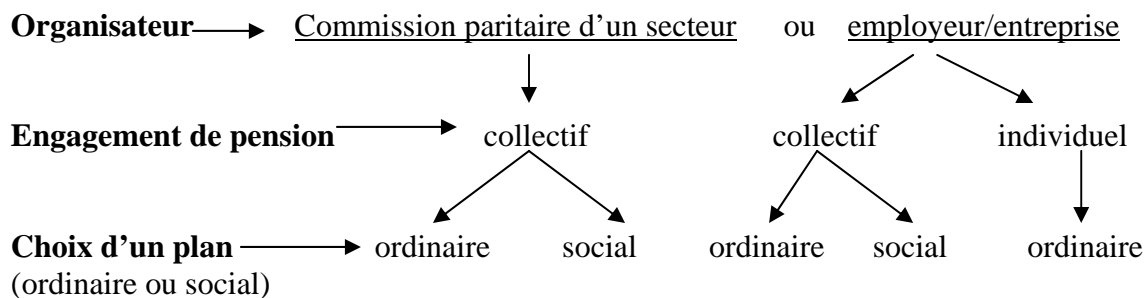 Organisateur Commission paritaire d’un secteur ou employeur/entreprise
Engagement de pension collectif collectif individuel
Choix d’un plan ordinaire social ordinaire social ordinaire
(ordinaire ou social)